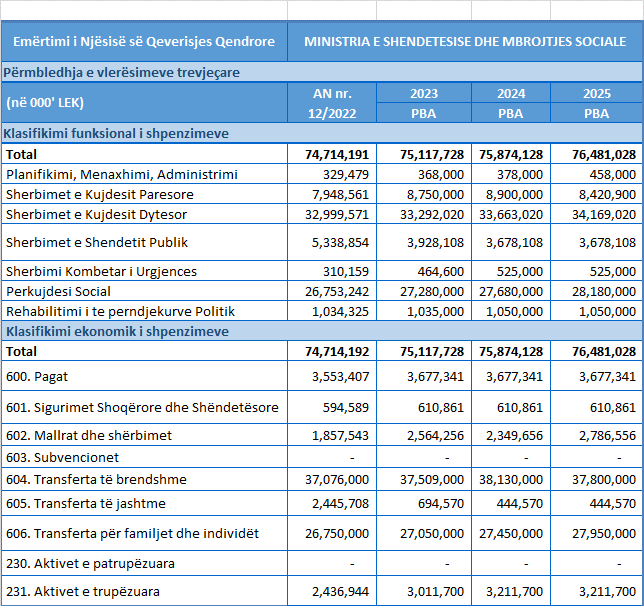 Emërtimi i Njësisë së Qeverisjes Qendrore MINISTRIA E SHENDETESISE DHE MBROJTJES SOCIALE
Përmbledhja e vlerësimeve trevjeçare
(në 000' LEK) AN nr. 12/2022 2023 2024 2025
PBA PBA PBA
Klasifikimi funksional i shpenzimeve
Total 74,714,191 75,117,728 75,874,128 76,481,028
Planifikimi, Menaxhimi, Administrimi 329,479 368,000 378,000 458,000
Sherbimet e Kujdesit Paresore 7,948,561 8,750,000 8,900,000 8,420,900
Sherbimet e Kujdesit Dytesor 32,999,571 33,292,020 33,663,020 34,169,020
Sherbimet e Shendetit Publik 5,338,854 3,928,108 3,678,108 3,678,108
Sherbimi Kombetar i Urgjences 310,159 464,600 525,000 525,000
Perkujdesi Social 26,753,242 27,280,000 27,680,000 28,180,000
Rehabilitimi i te perndjekurve Politik 1,034,325 1,035,000 1,050,000 1,050,000
Klasifikimi ekonomik i shpenzimeve
Total 74,714,192 75,117,728 75,874,128 76,481,028
600. Pagat 3,553,407 3,677,341 3,677,341 3,677,341
601. Sigurimet Shoqërore dhe Shëndetësore 594,589 610,861 610,861 610,861
602. Mallrat dhe shërbimet 1,857,543 2,564,256 2,349,656 2,786,556
603. Subvencionet - - - -
604. Transferta të brendshme 37,076,000 37,509,000 38,130,000 37,800,000
605. Transferta të jashtme 2,445,708 694,570 444,570 444,570
606. Transferta për familjet dhe individët 26,750,000 27,050,000 27,450,000 27,950,000
230. Aktivet e patrupëzuara - - - -
231. Aktivet e trupëzuara 2,436,944 3,011,700 3,211,700 3,211,700